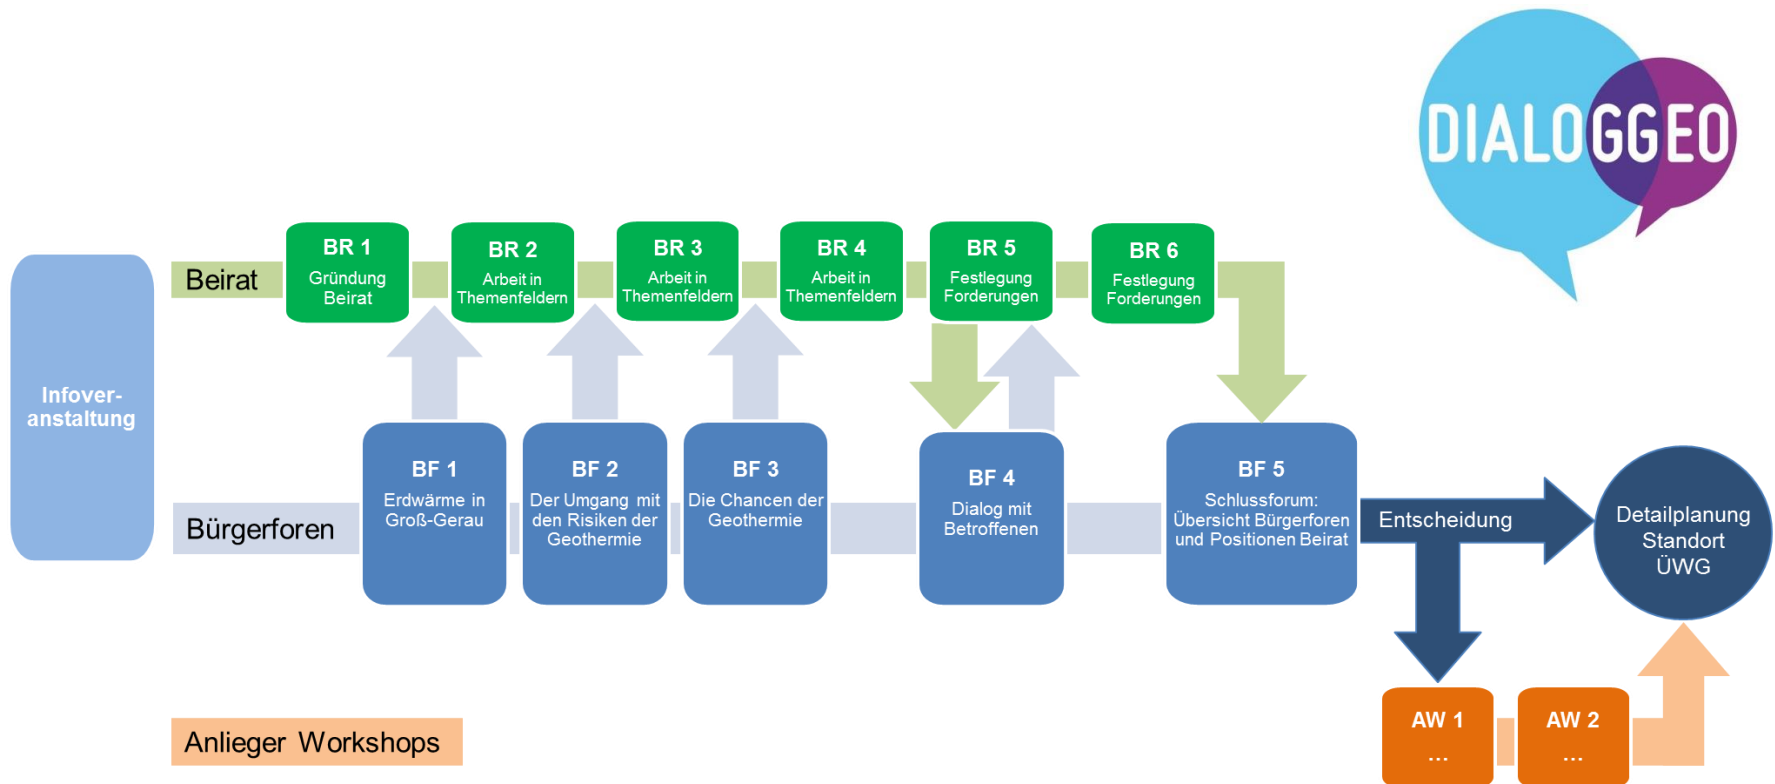 DIALOGGEO
Beirat
BR 1
Gründung
Beirat
BR 2
Arbeit in
Themenfeldern
BR 3
Arbeit in
Themenfeldern
BR 4
Arbeit in
Themenfeldern
BR 5
Festlegung
Forderungen
BR 6
Festlegung
Forderungen
Infover-
anstaltung
Bürgerforen
BF 1
Erdwärme in
Groß-Gerau
BF 2
Der Umgang mit
den Risiken der
Geothermie
BF 3
Die Chancen der
Geothermie
BF 4
Dialog mit
Betroffenen
BF 5
Schlussforum:
Übersicht Bürgerforen
und Positionen Beirat
Entscheidung
Detailplanung
Standort
ÜWG
Anlieger Workshops
AW 1
...
AW 2
...